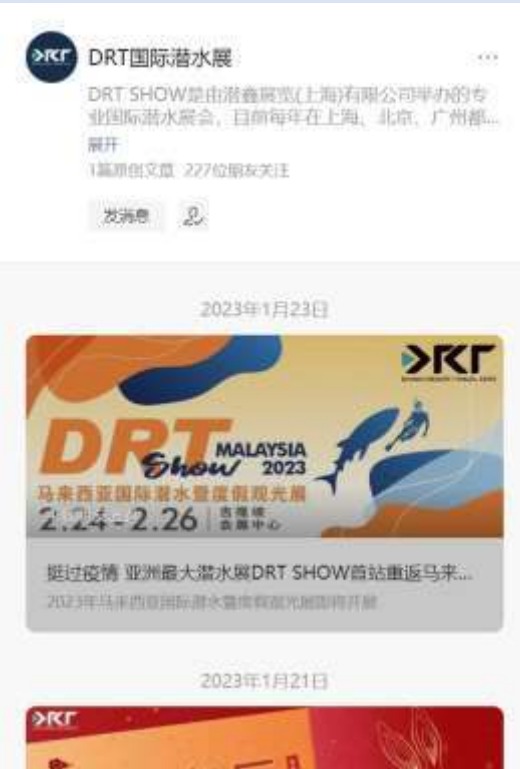 DRT国际潜水展
DRT SHOW是由潜鑫展览(上海)有限公司举办的专
业国际潜水展会，目前每年在上海、北京、广州都...
展开
1篇原创文章 227位朋友关注
发消息
2023年1月23日
DRT
DRT
Show
MALAYSIA
2023
马来西亚国际潜水暨度假观光展
2.24-2.26
吉隆坡
会展中心
挺过疫情 亚洲最大潜水展DRT SHOW首站重返马来...
2023年马来西亚国际潜水暨度假观光展即将开展
2023年1月21日
DRT